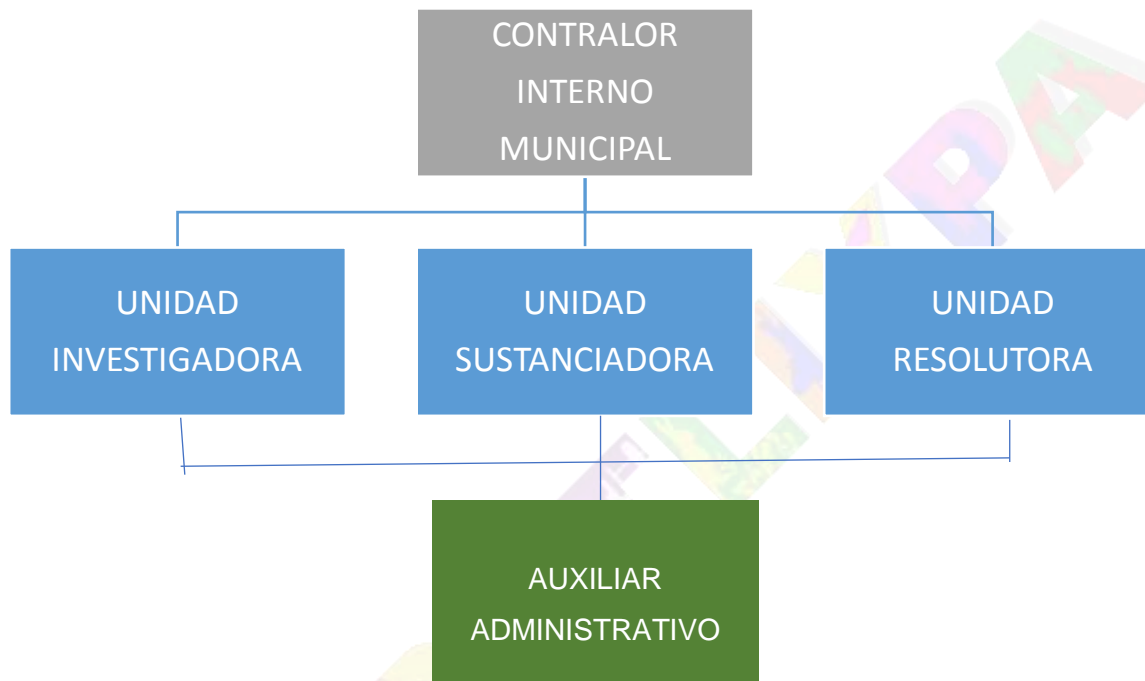 CONTRALOR
INTERNO
MUNICIPAL
UNIDAD
INVESTIGADORA
UNIDAD
SUSTANCIADORA
UNIDAD
RESOLUTORA
AUXILIAR
ADMINISTRATIVO